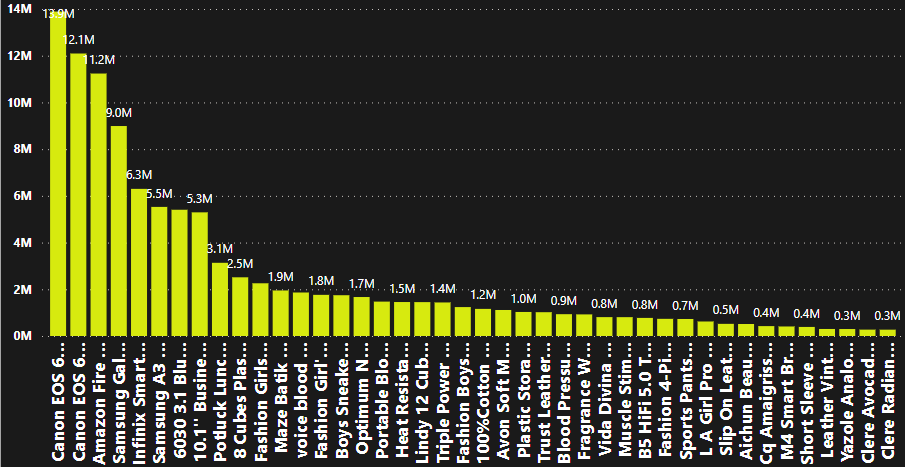 14M
12M
10M
8M
6M
4M
2M
0M
13.9M
12.1M
11.2M
9.0M
6.3M
5.5M
5.3M
3.1M
2.5M
1.9M
1.8M
1.7M
1.5M
1.4M
1.2M
1.0M
0.9M
0.8M
0.8M
0.7M
0.5M
0.4M
0.4M
0.3M
0.3M
Canon EOS 6...
Canon EOS 6...
Amazon Fire ...
Samsung Gal...
Infinix Smart...
Samsung A3 ...
6030 3.1 Blu...
10.1'' Busine...
Potluck Lunc...
8 Cubes Plas...
Fashion Girls...
Maze Batik ...
voice blood ...
Fashion Girl'...
Boys Sneake...
Optimum N...
Portable Blo...
Heat Resista...
Lindy 12 Cub...
Triple Power ...
Fashion Boys...
100%Cotton ...
Avon Soft M...
Plastic Stora...
Trust Leather...
Blood Pressu...
Fragrance W...
Vida Divina ...
Muscle Stim...
B5 HIFI 5.0 T...
Fashion 4-Pi...
Sports Pants...
L A Girl Pro ...
Slip On Leat...
Aichun Beau...
Cq Amaigriss...
M4 Smart Br...
Short Sleeve ...
Leather Vint...
Yazole Analo...
Clere Avocad...
Clere Radian...